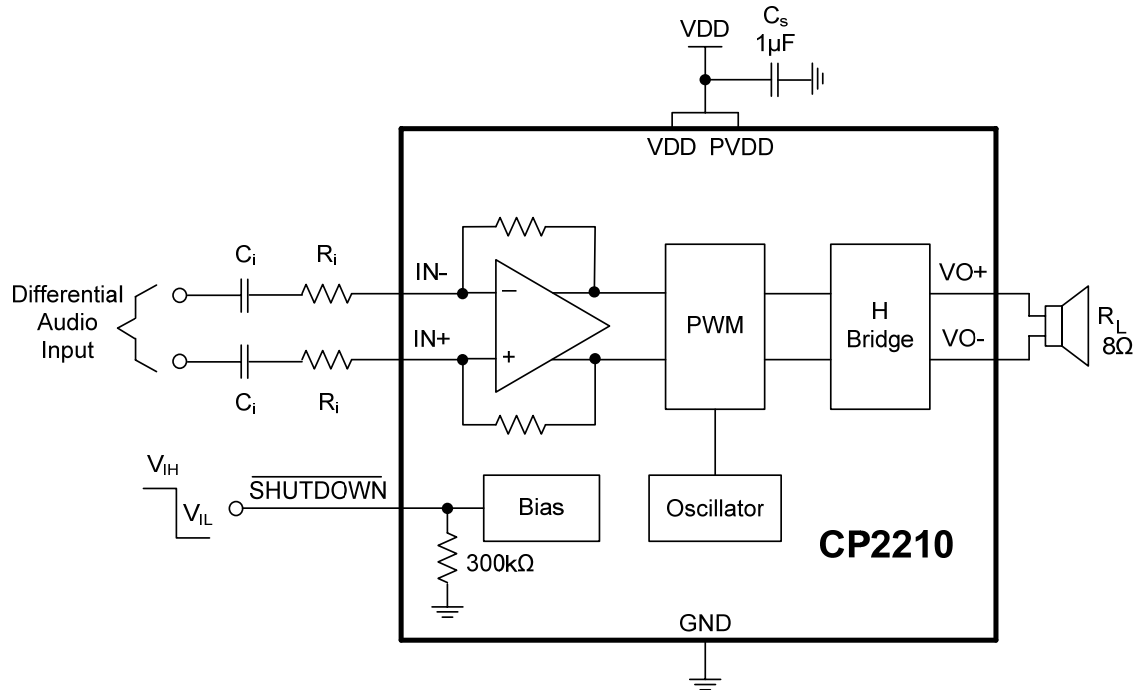 VDD
Cs
1µF
VDD PVDD
Ci
Ri
IN-
Differential
Audio
Input
–
IN+
+
Ci
Ri
PWM
H
Bridge
VO+
VO-
RL
8Ω
VIH
VIL
SHUTDOWN
Bias
Oscillator
300kΩ
CP2210
GND